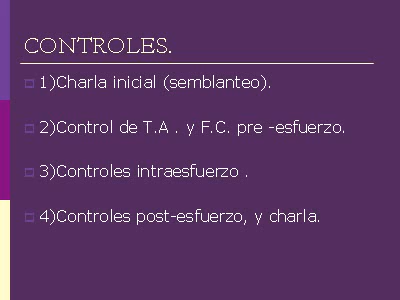 CONTROLES.
1)Charla inicial (semblanteo).
2)Control de T.A . y F.C. pre -esfuerzo.
3)Controles intraesfuerzo .
4)Controles post-esfuerzo, y charla.